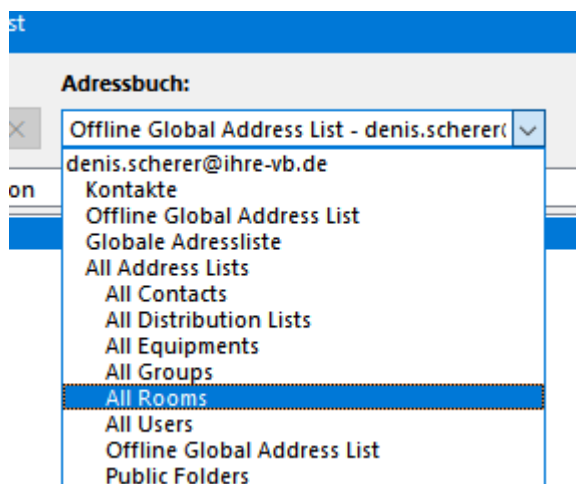 st
Adressbuch:
Offline Global Address List - denis.scherer(
denis.scherer@ihre-vb.de
on
Kontakte
Offline Global Address List
Globale Adressliste
All Address Lists
All Contacts
All Distribution Lists
All Equipments
All Groups
All Rooms
All Users
Offline Global Address List
Public Folders